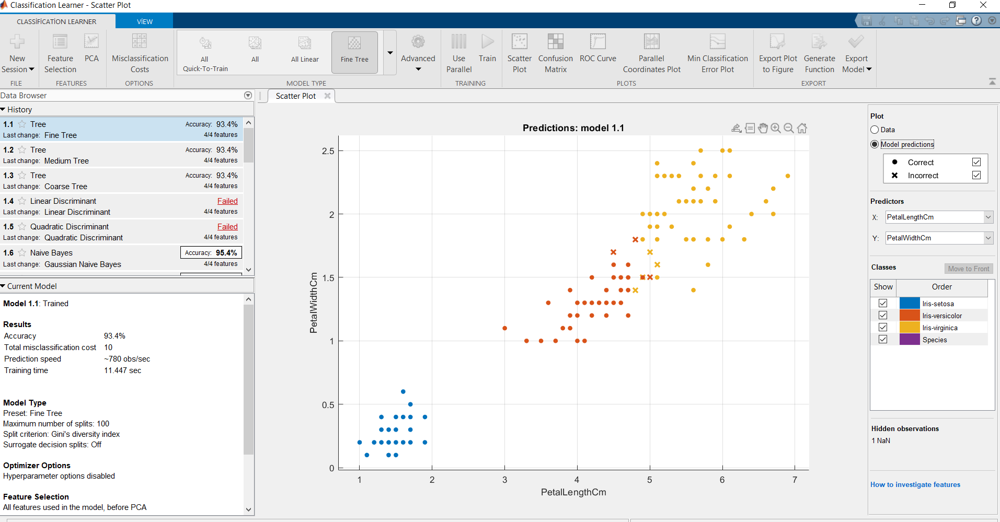 Classification Learner - Scatter Plot
CLASSİFİCATİON LEARNER
VİEW
New Session
Feature Selection
PCA
Misclassification Costs
All Quick-To-Train
All
All Linear
Fine Tree
Advanced
Use Parallel
Train
Scatter Plot
Confusion Matrix
ROC Curve
Parallel Coordinates Plot
Min Classification Error Plot
Export Plot to Figure
Generate Function
Export Model
FILE
FEATURES
OPTIONS
MODEL TYPE
TRAINING
PLOTS
EXPORT
Data Browser
History
1.1 Tree Accuracy: 93.4%
Last change: Fine Tree 4/4 features
1.2 Tree Accuracy: 93.4%
Last change: Medium Tree 4/4 features
1.3 Tree Accuracy: 93.4%
Last change: Coarse Tree 4/4 features
1.4 Linear Discriminant Failed
Last change: Linear Discriminant 4/4 features
1.5 Quadratic Discriminant Failed
Last change: Quadratic Discriminant 4/4 features
1.6 Naive Bayes Accuracy: 95.4%
Last change: Gaussian Naive Bayes 4/4 features
Current Model
Model 1.1: Trained
Results
Accuracy 93.4%
Total misclassification cost 10
Prediction speed ~780 obs/sec
Training time 11.447 sec
Model Type
Preset: Fine Tree
Maximum number of splits: 100
Split criterion: Gini's diversity index
Surrogate decision splits: Off
Optimizer Options
Hyperparameter options disabled
Feature Selection
All features used in the model, before PCA
Scatter Plot
Predictions: model 1.1
2.5
2
1.5
1
0.5
0
PetalWidthCm
1 2 3 4 5 6 7
PetalLengthCm
Plot
Data
Model predictions
Correct
Incorrect
Predictors
X: PetalLengthCm
Y: PetalWidthCm
Classes
Move to Front
Show Order
Iris-setosa
Iris-versicolor
Iris-virginica
Species
Hidden observations
1 NaN
How to investigate features